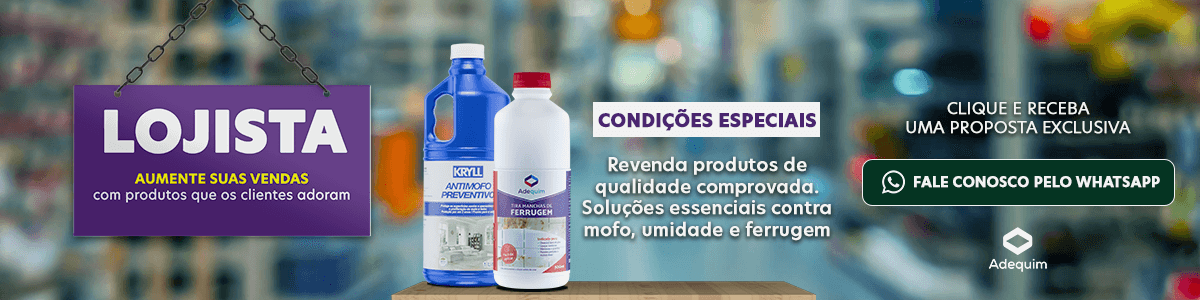 LOJISTA
AUMENTE SUAS VENDAS
com produtos que os clientes adoram
KRYLL
ANTIMOFO
PREVENTIVO
Adequim
TIRA MANCHAS DE
FERRUGEM
CONDIÇÕES ESPECIAIS
Revenda produtos de
qualidade comprovada.
Soluções essenciais contra
mofo, umidade e ferrugem
CLIQUE E RECEBA
UMA PROPOSTA EXCLUSIVA
FALE CONOSCO PELO WHATSAPP
Adequim